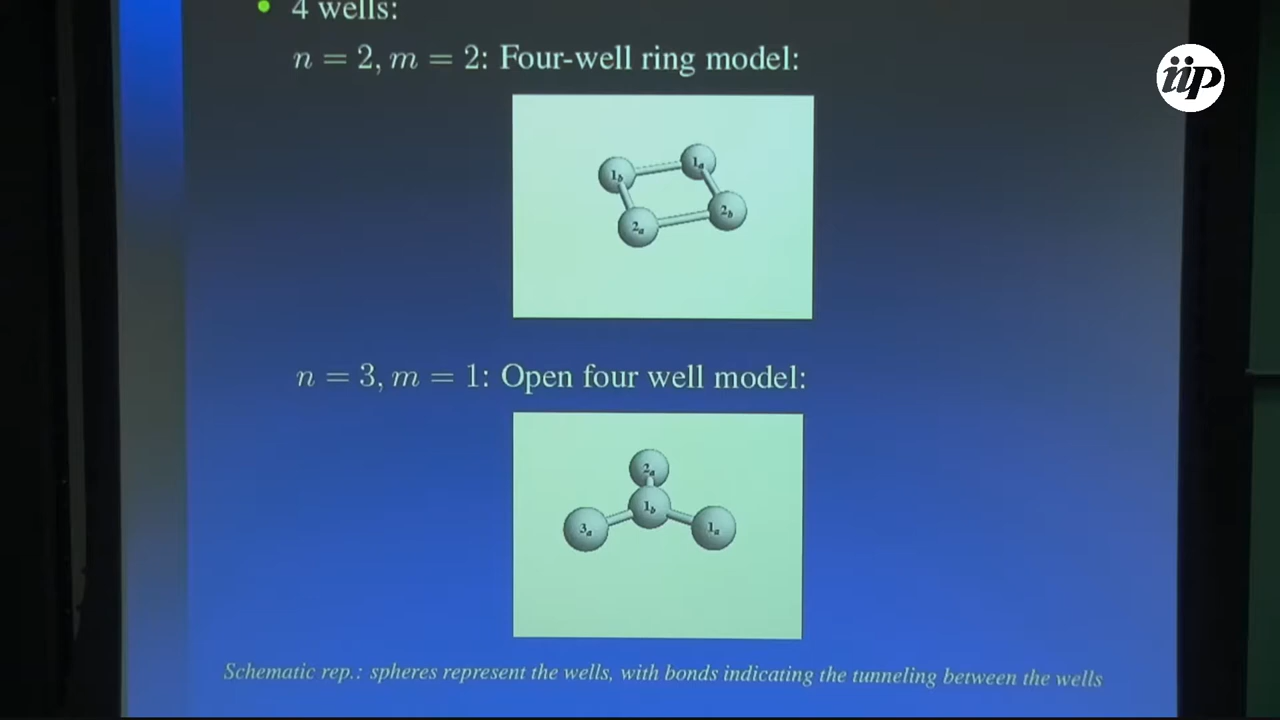 • 4 wells:
n = 2, m = 2: Four-well ring model:
1b 1a
2a 2b
n = 3, m = 1: Open four well model:
2a
1b
3a 1a
Schematic rep.: spheres represent the wells, with bonds indicating the tunneling between the wells
iip